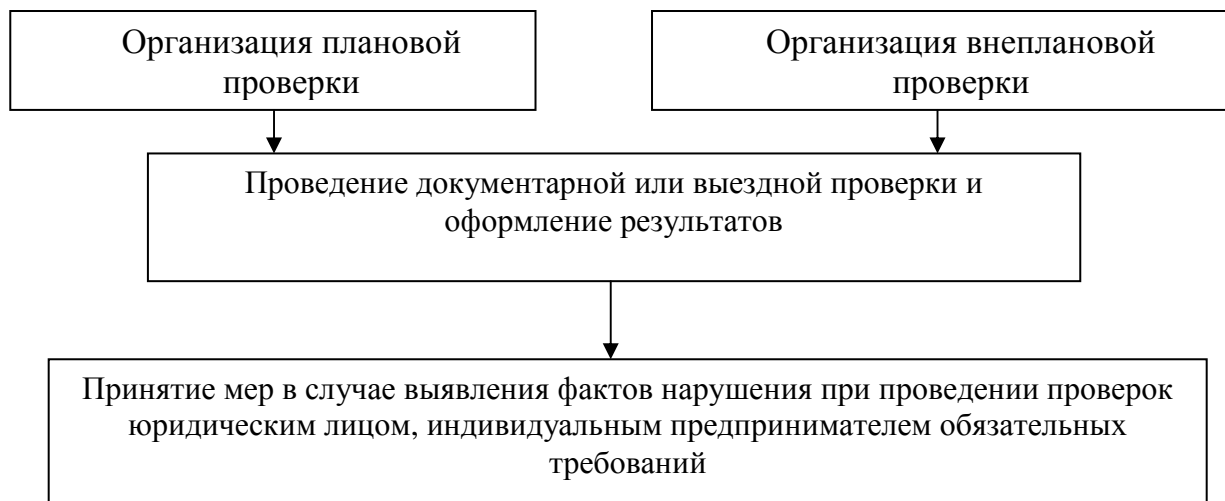 Организация плановой
проверки
Организация внеплановой
проверки
Проведение документарной или выездной проверки и
оформление результатов
Принятие мер в случае выявления фактов нарушения при проведении проверок
юридическим лицом, индивидуальным предпринимателем обязательных
требований